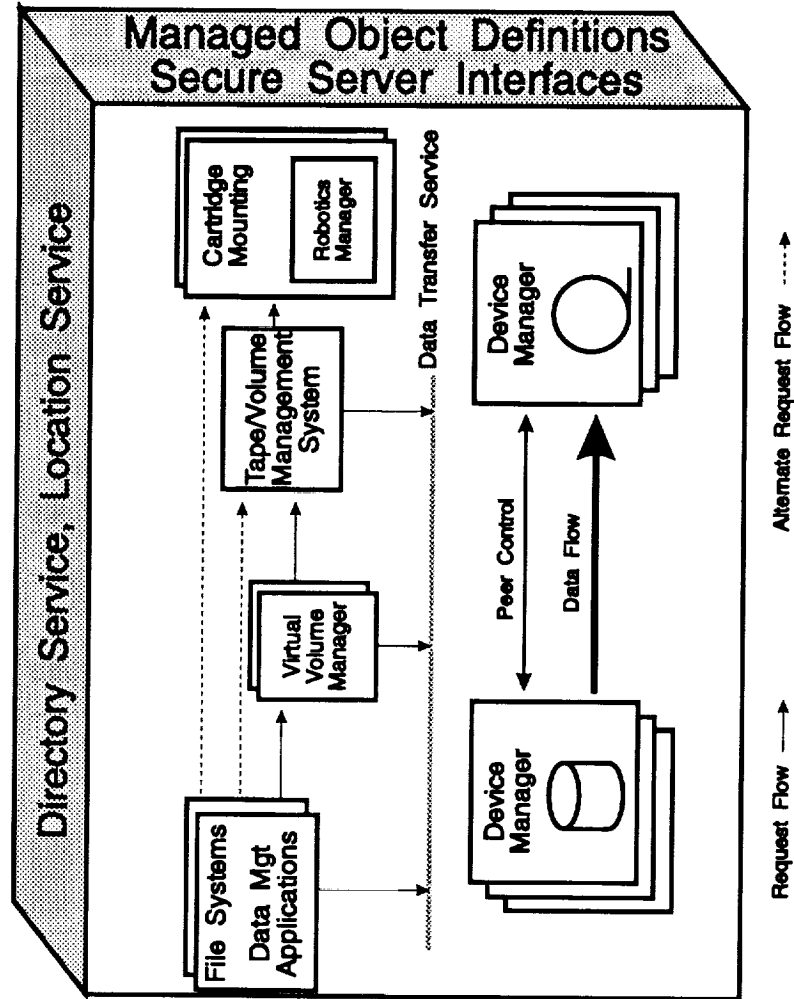 Directory Service, Location Service
Managed Object Definitions
Secure Server Interfaces
File Systems
Data Mgt
Applications
Virtual
Volume
Manager
Tape/Volume
Management
System
Cartridge
Mounting
Robotics
Manager
Data Transfer Service
Device
Manager
Peer Control
Data Flow
Device
Manager
Request Flow
Alternate Request Flow